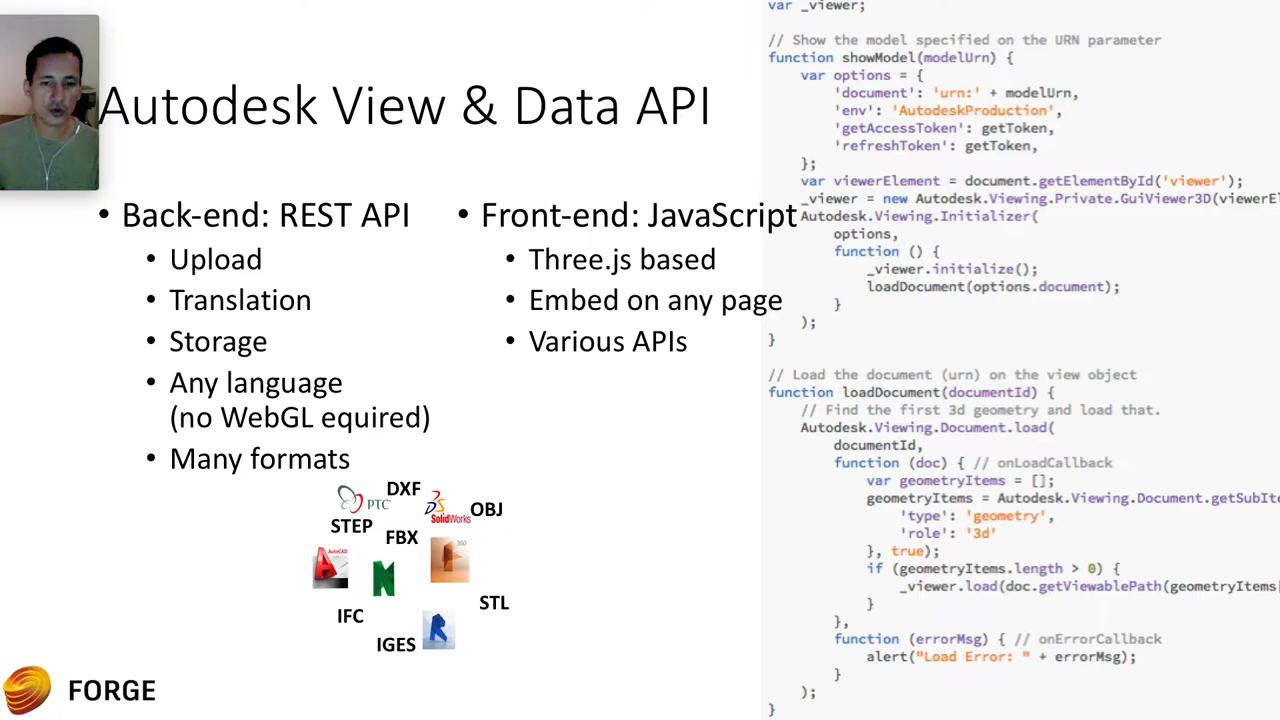 Autodesk View & Data API
• Back-end: REST API
• Upload
• Translation
• Storage
• Any language
(no WebGL equired)
• Many formats
• Front-end: JavaScript
• Three.js based
• Embed on any page
• Various APIs
PTC
DXF
SolidWorks
OBJ
STEP
FBX
AutoCAD
360
STL
IFC
IGES
FORGE
var _viewer;
// Show the model specified on the URN parameter
function showModel(modelUrn) {
var options = {
'document': 'urn:' + modelUrn,
'env': 'AutodeskProduction',
'getAccessToken': getToken,
'refreshToken': getToken,
};
var viewerElement = document.getElementById('viewer');
_viewer = new Autodesk.Viewing.Private.GuiViewer3D(viewerEl
Autodesk.Viewing.Initializer(
options,
function () {
_viewer.initialize();
loadDocument(options.document);
}
);
}
// Load the document (urn) on the view object
function loadDocument(documentId) {
// Find the first 3d geometry and load that.
Autodesk.Viewing.Document.load(
documentId,
function (doc) { // onLoadCallback
var geometryItems = [];
geometryItems = Autodesk.Viewing.Document.getSubIte
'type': 'geometry',
'role': '3d'
}, true);
if (geometryItems.length > 0) {
_viewer.load(doc.getViewablePath(geometryItems[
}
},
function (errorMsg) { // onErrorCallback
alert("Load Error: " + errorMsg);
}
);
}